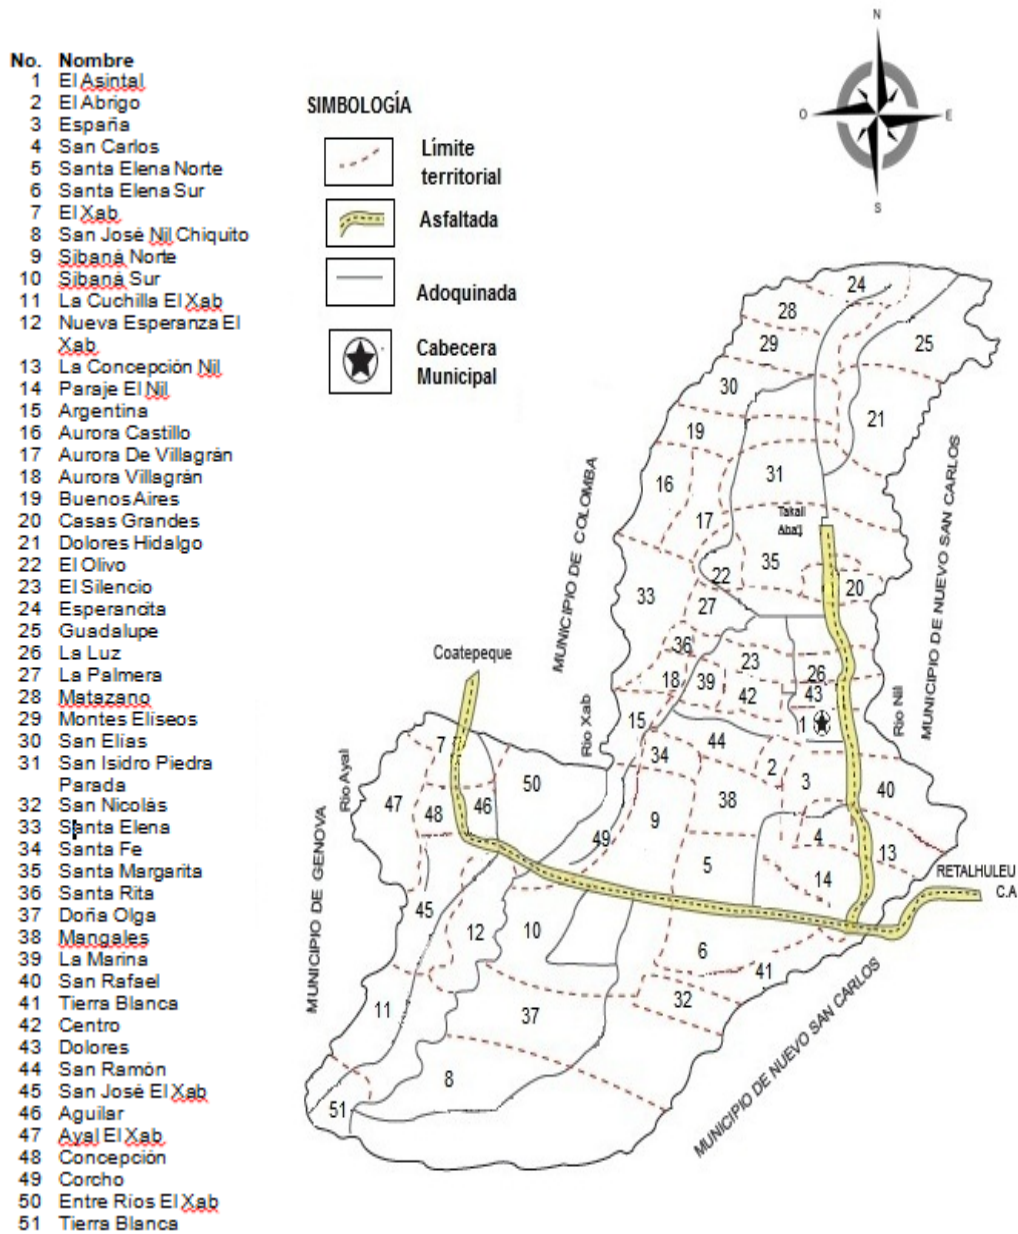 No. Nombre
1 El Asintal
2 El Abrigo
3 España
4 San Carlos
5 Santa Elena Norte
6 Santa Elena Sur
7 El Xab
8 San José Nil Chiquito
9 Sibaná Norte
10 Sibaná Sur
11 La Cuchilla El Xab
12 Nueva Esperanza El
Xab
13 La Concepción Nil
14 Paraje El Nil
15 Argentina
16 Aurora Castillo
17 Aurora De Villagrán
18 Aurora Villagrán
19 Buenos Aires
20 Casas Grandes
21 Dolores Hidalgo
22 El Olivo
23 El Silencio
24 Esperancita
25 Guadalupe
26 La Luz
27 La Palmera
28 Matazano
29 Montes Elíseos
30 San Elías
31 San Isidro Piedra
Parada
32 San Nicolás
33 Santa Elena
34 Santa Fe
35 Santa Margarita
36 Santa Rita
37 Doña Olga
38 Mangales
39 La Marina
40 San Rafael
41 Tierra Blanca
42 Centro
43 Dolores
44 San Ramón
45 San José El Xab
46 Aguilar
47 Ayal El Xab
48 Concepción
49 Corcho
50 Entre Ríos El Xab
51 Tierra Blanca
SIMBOLOGÍA
Límite
territorial
Asfaltada
Adoquinada
Cabecera
Municipal
N
O
E
S
24
28
29
25
30
21
19
31
16
17
Takali
Aba'j
35
22
20
33
27
36
23
26
18
39
42
43
1
15
44
34
2
3
40
7
50
47
48
46
38
9
49
4
13
5
14
45
12
10
6
41
32
11
37
8
51
MUNICIPIO DE COLOMBA
MUNICIPIO DE NUEVO SAN CARLOS
Coatepeque
Rio Xab
Rio Nil
Rio Ayal
MUNICIPIO DE GENOVA
RETALHULEU
C.A
MUNICIPIO DE NUEVO SAN CARLOS